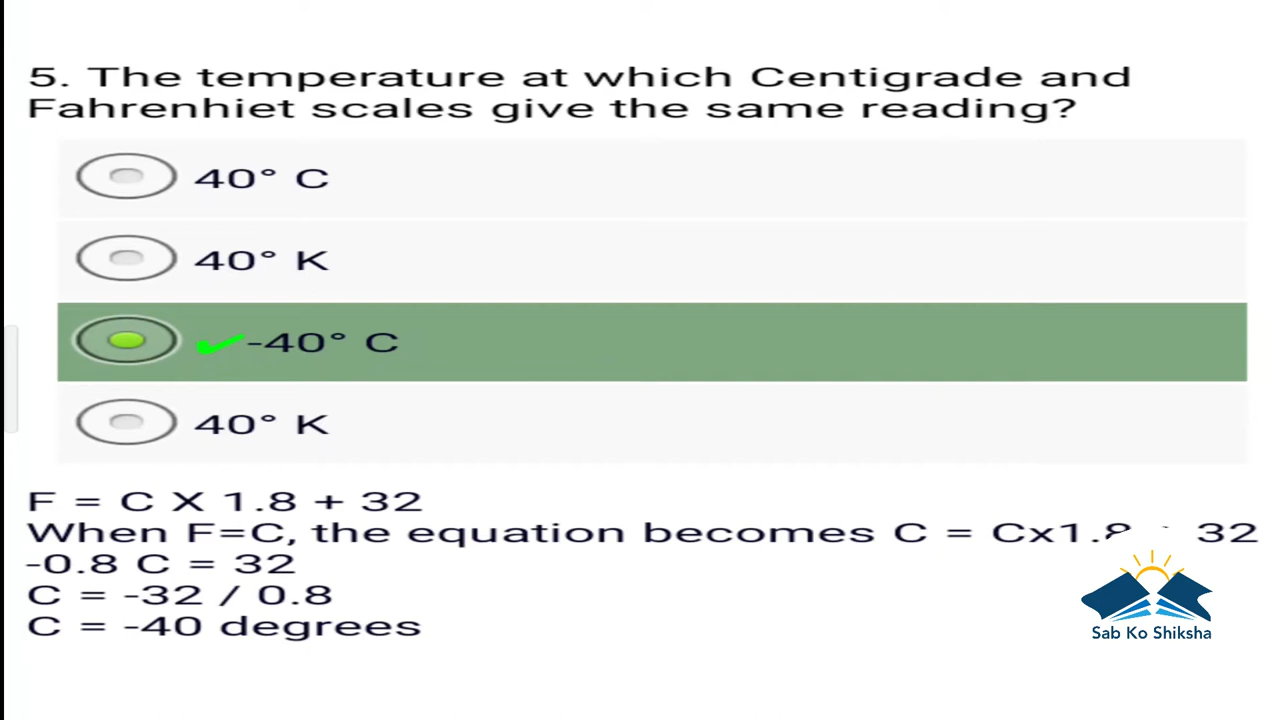 5. The temperature at which Centigrade and
Fahrenhiet scales give the same reading?
40° C
40° K
✔-40° C
40° K
F = C X 1.8 + 32
When F=C, the equation becomes C = Cx1.8 32
-0.8 C = 32
C = -32 / 0.8
C = -40 degrees
Sab Ko Shiksha